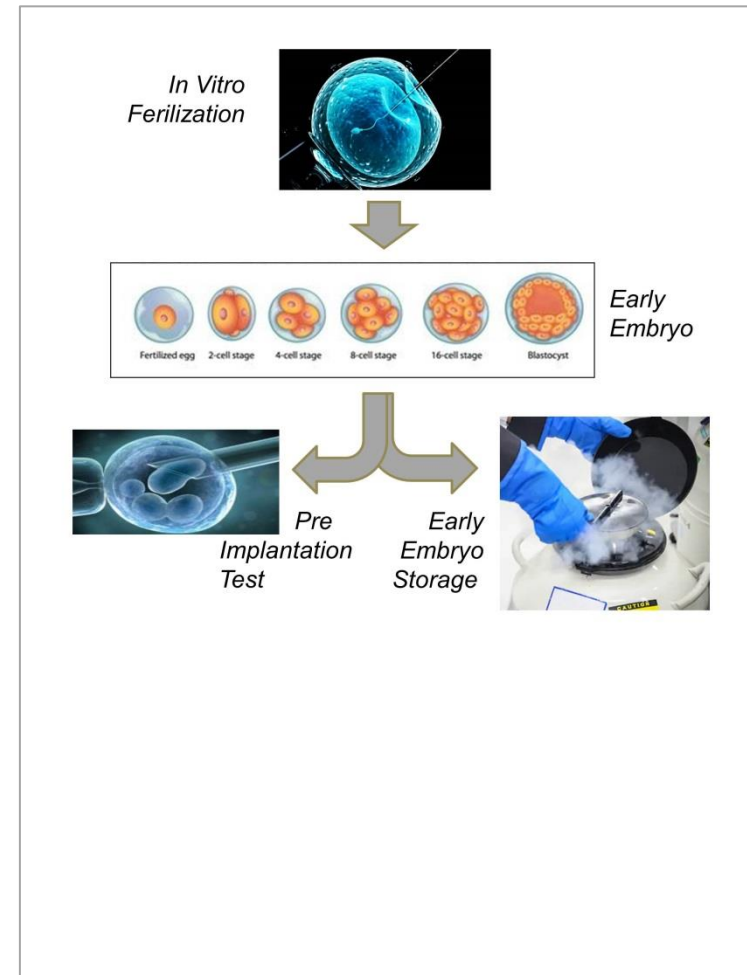 In Vitro
Ferilization
Early
Embryo
Fertilized egg
2-cell stage
4-cell stage
8-cell stage
16-cell stage
Blastocyst
Pre
Implantation
Test
Early
Embryo
Storage
CAUTION